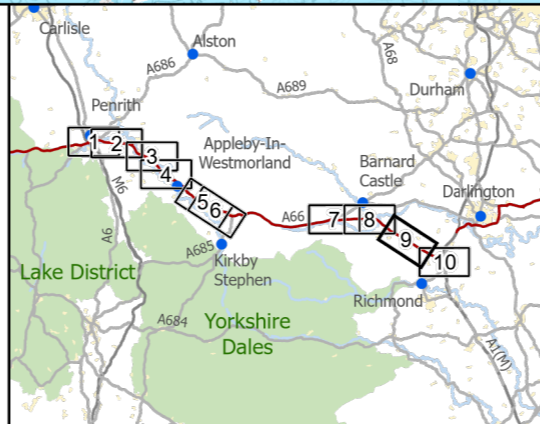 Carlisle
Alston
A68
A686
A689
Durham
Penrith
Appleby-In-
Westmorland
Barnard
Castle
Darlington
1
2
3
4
5
6
7
8
9
10
M6
A66
A6
A685
Kirkby
Stephen
Lake District
Richmond
A684
Yorkshire
Dales
A1(M)